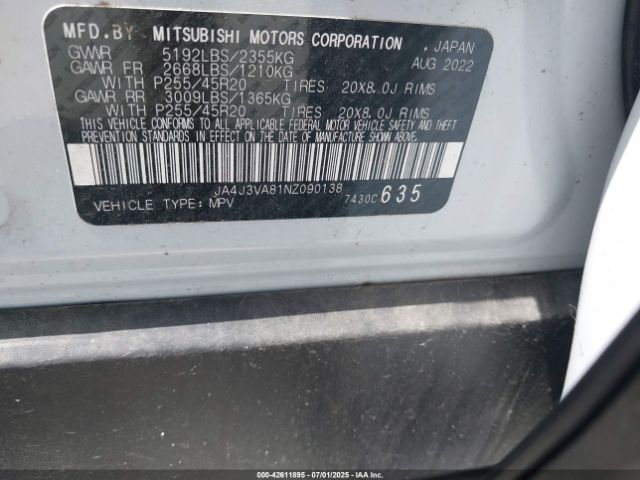 MFD.BY MITSUBISHI MOTORS CORPORATION . JAPAN
GWWR 5192LBS/2355KG AUG 2022
GAWR FR 2668LBS/1210KG
WITH P255/45R20 TIRES 20X8.0J RIMS
GAWR RR 3009LBS/1365KG
WITH P255/45R20 TIRES 20X8.0J RIMS
THIS VEHICLE CONFORMS TO ALL APPLICABLE FEDERAL MOTOR VEHICLE SAFETY AND THEFT
PREVENTION STANDARDS IN EFFECT ON THE DATE OF MANUFACTURE SHOWN ABOVE.
JA4J3VA81NZ090138
VEHICLE TYPE: MPV 7430C 635
000-42611895 - 07/01/2025 - IAAI.COM